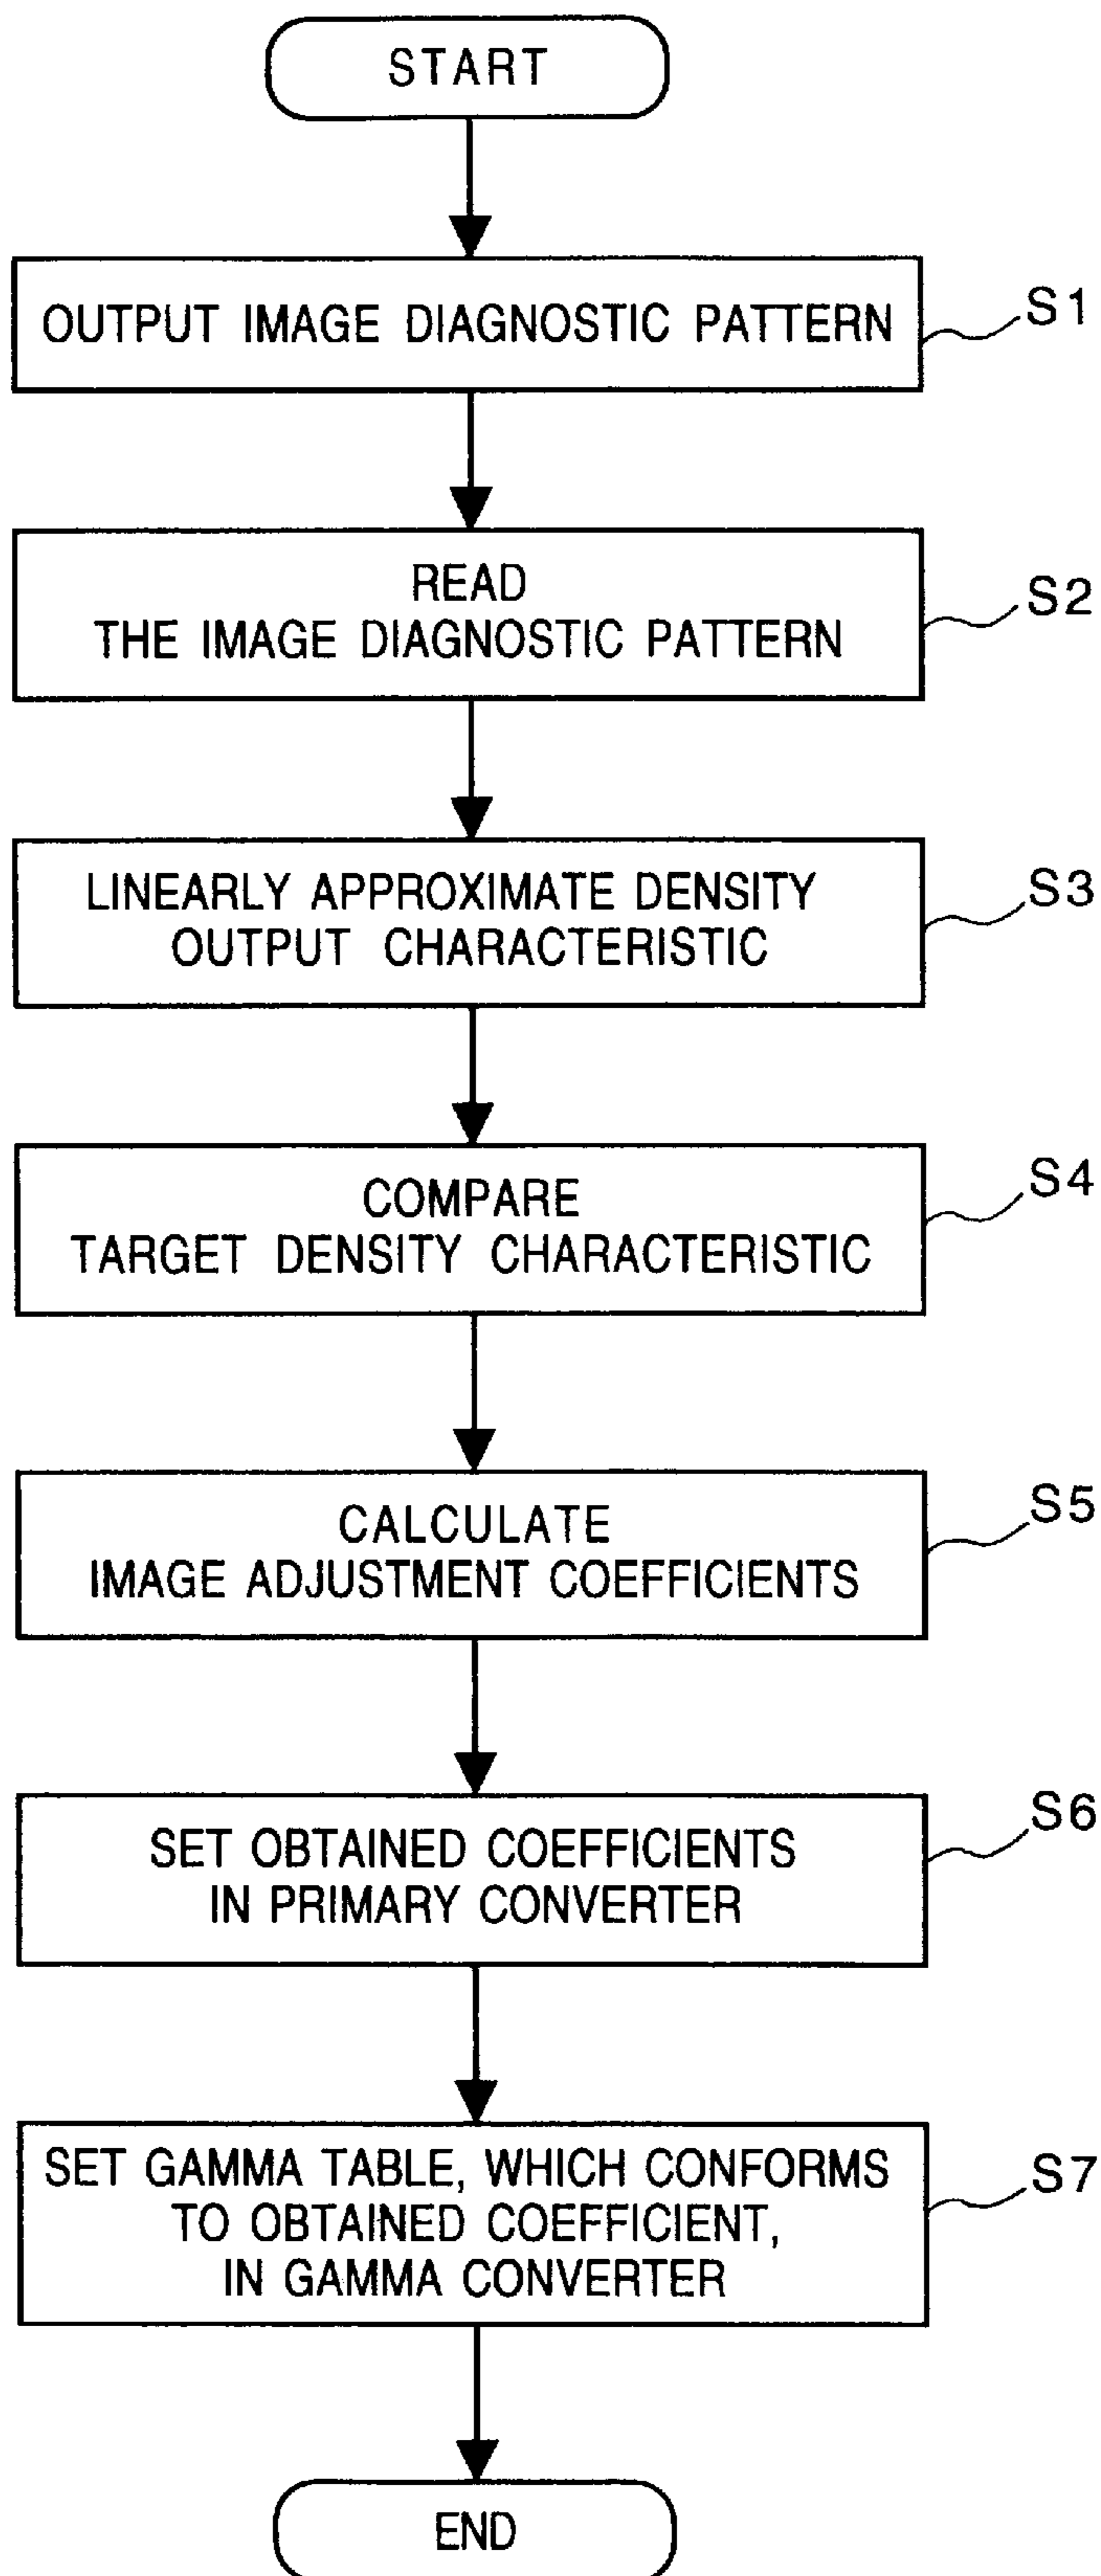 START
OUTPUT IMAGE DIAGNOSTIC PATTERN
S1
READ
THE IMAGE DIAGNOSTIC PATTERN
S2
LINEARLY APPROXIMATE DENSITY
OUTPUT CHARACTERISTIC
S3
COMPARE
TARGET DENSITY CHARACTERISTIC
S4
CALCULATE
IMAGE ADJUSTMENT COEFFICIENTS
S5
SET OBTAINED COEFFICIENTS
IN PRIMARY CONVERTER
S6
SET GAMMA TABLE, WHICH CONFORMS
TO OBTAINED COEFFICIENT,
IN GAMMA CONVERTER
S7
END